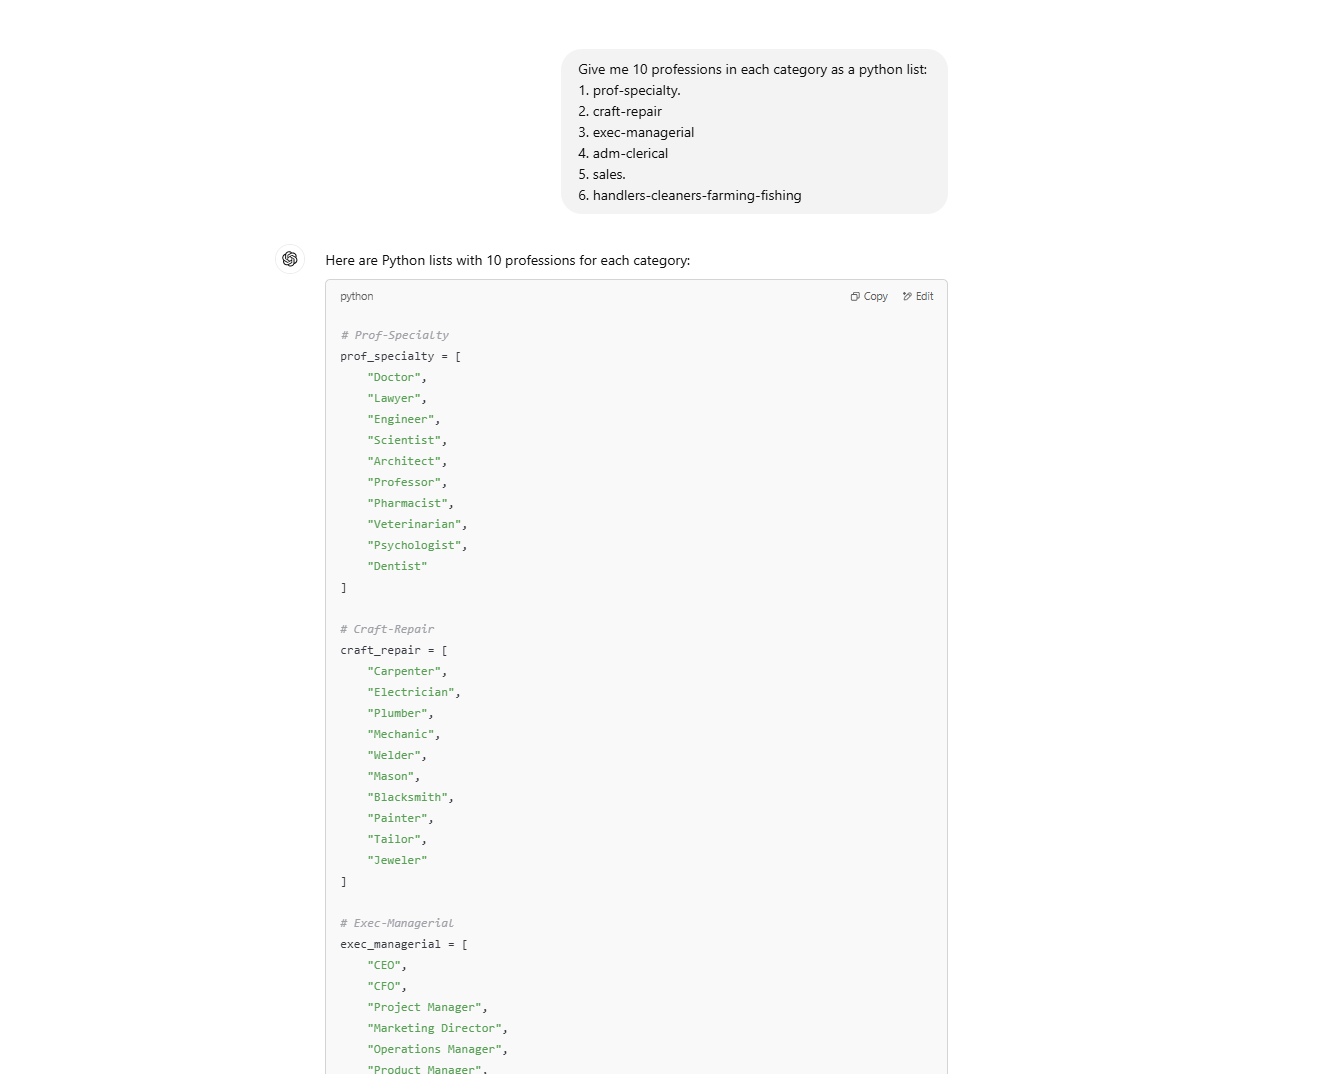 Give me 10 professions in each category as a python list:
1. prof-specialty.
2. craft-repair
3. exec-managerial
4. adm-clerical
5. sales.
6. handlers-cleaners-farming-fishing
Here are Python lists with 10 professions for each category:
python Copy Edit
# Prof-Specialty
prof_specialty = [
    "Doctor",
    "Lawyer",
    "Engineer",
    "Scientist",
    "Architect",
    "Professor",
    "Pharmacist",
    "Veterinarian",
    "Psychologist",
    "Dentist"
]
# Craft-Repair
craft_repair = [
    "Carpenter",
    "Electrician",
    "Plumber",
    "Mechanic",
    "Welder",
    "Mason",
    "Blacksmith",
    "Painter",
    "Tailor",
    "Jeweler"
]
# Exec-Managerial
exec_managerial = [
    "CEO",
    "CFO",
    "Project Manager",
    "Marketing Director",
    "Operations Manager",
    "Product Manager",